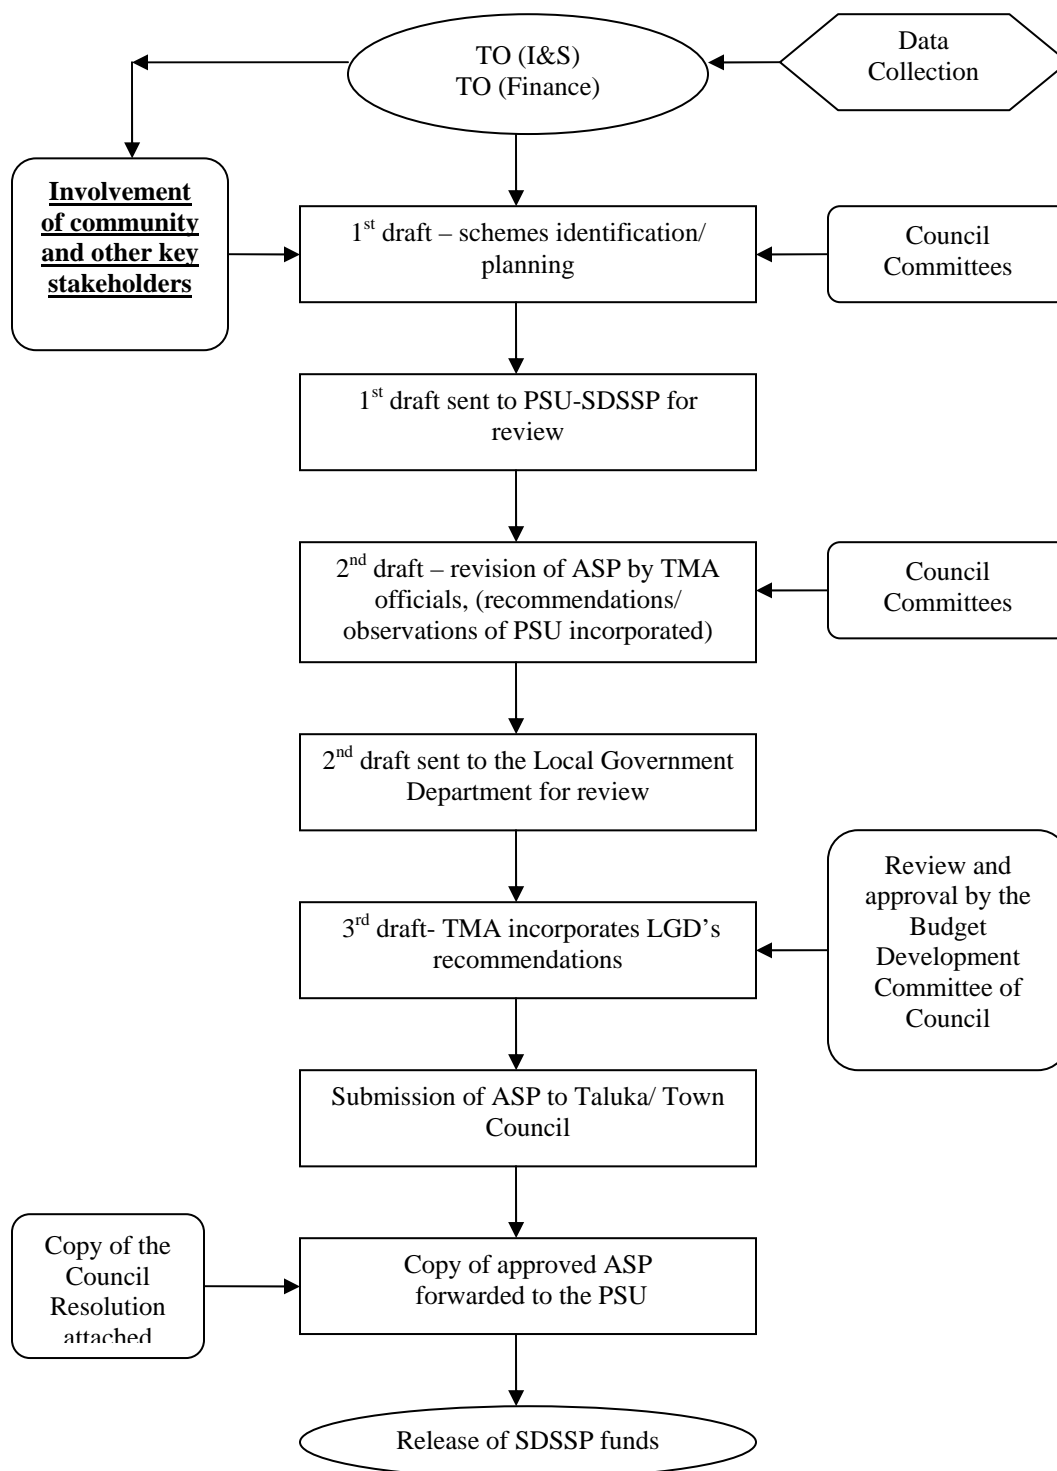 TO (I&S)
TO (Finance)
Data
Collection
Involvement
of community
and other key
stakeholders
1st draft – schemes identification/
planning
Council
Committees
1st draft sent to PSU-SDSSP for
review
2nd draft – revision of ASP by TMA
officials, (recommendations/
observations of PSU incorporated)
Council
Committees
2nd draft sent to the Local Government
Department for review
Review and
approval by the
Budget
Development
Committee of
Council
3rd draft- TMA incorporates LGD’s
recommendations
Submission of ASP to Taluka/ Town
Council
Copy of the
Council
Resolution
attached
Copy of approved ASP
forwarded to the PSU
Release of SDSSP funds